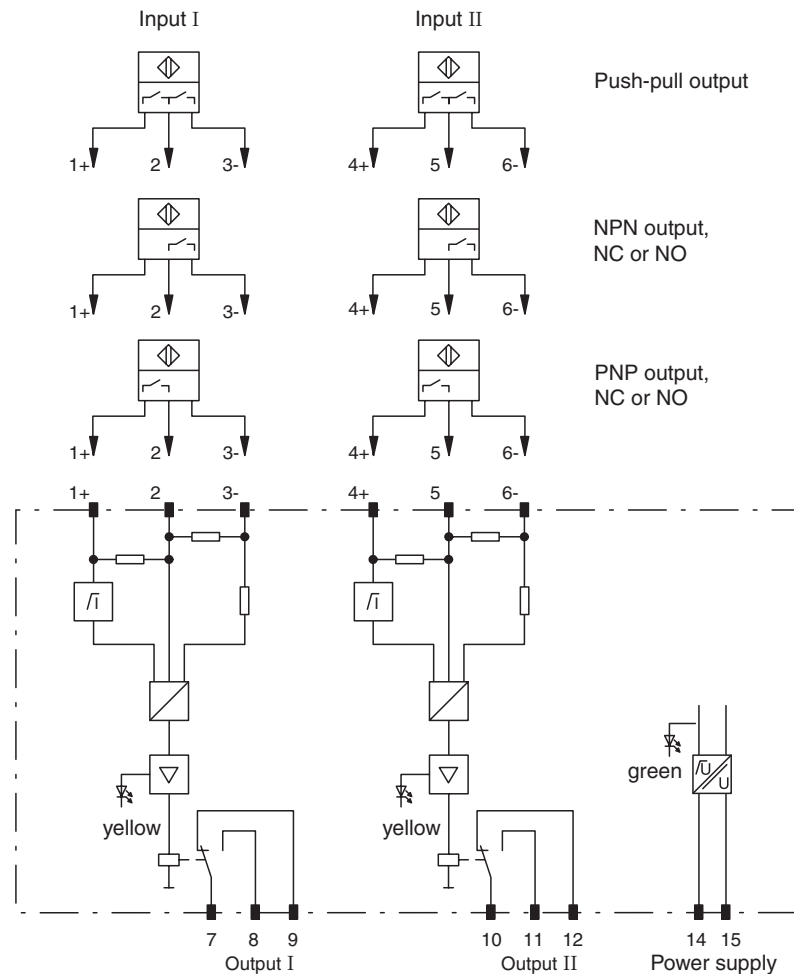 Input I Input II
Push-pull output
1+ 2 3- 4+ 5 6-
NPN output,
NC or NO
1+ 2 3- 4+ 5 6-
PNP output,
NC or NO
1+ 2 3- 4+ 5 6-
1+ 2 3- 4+ 5 6-
I I
green U U
yellow yellow
7 8 9 10 11 12 14 15
Output I Output II Power supply